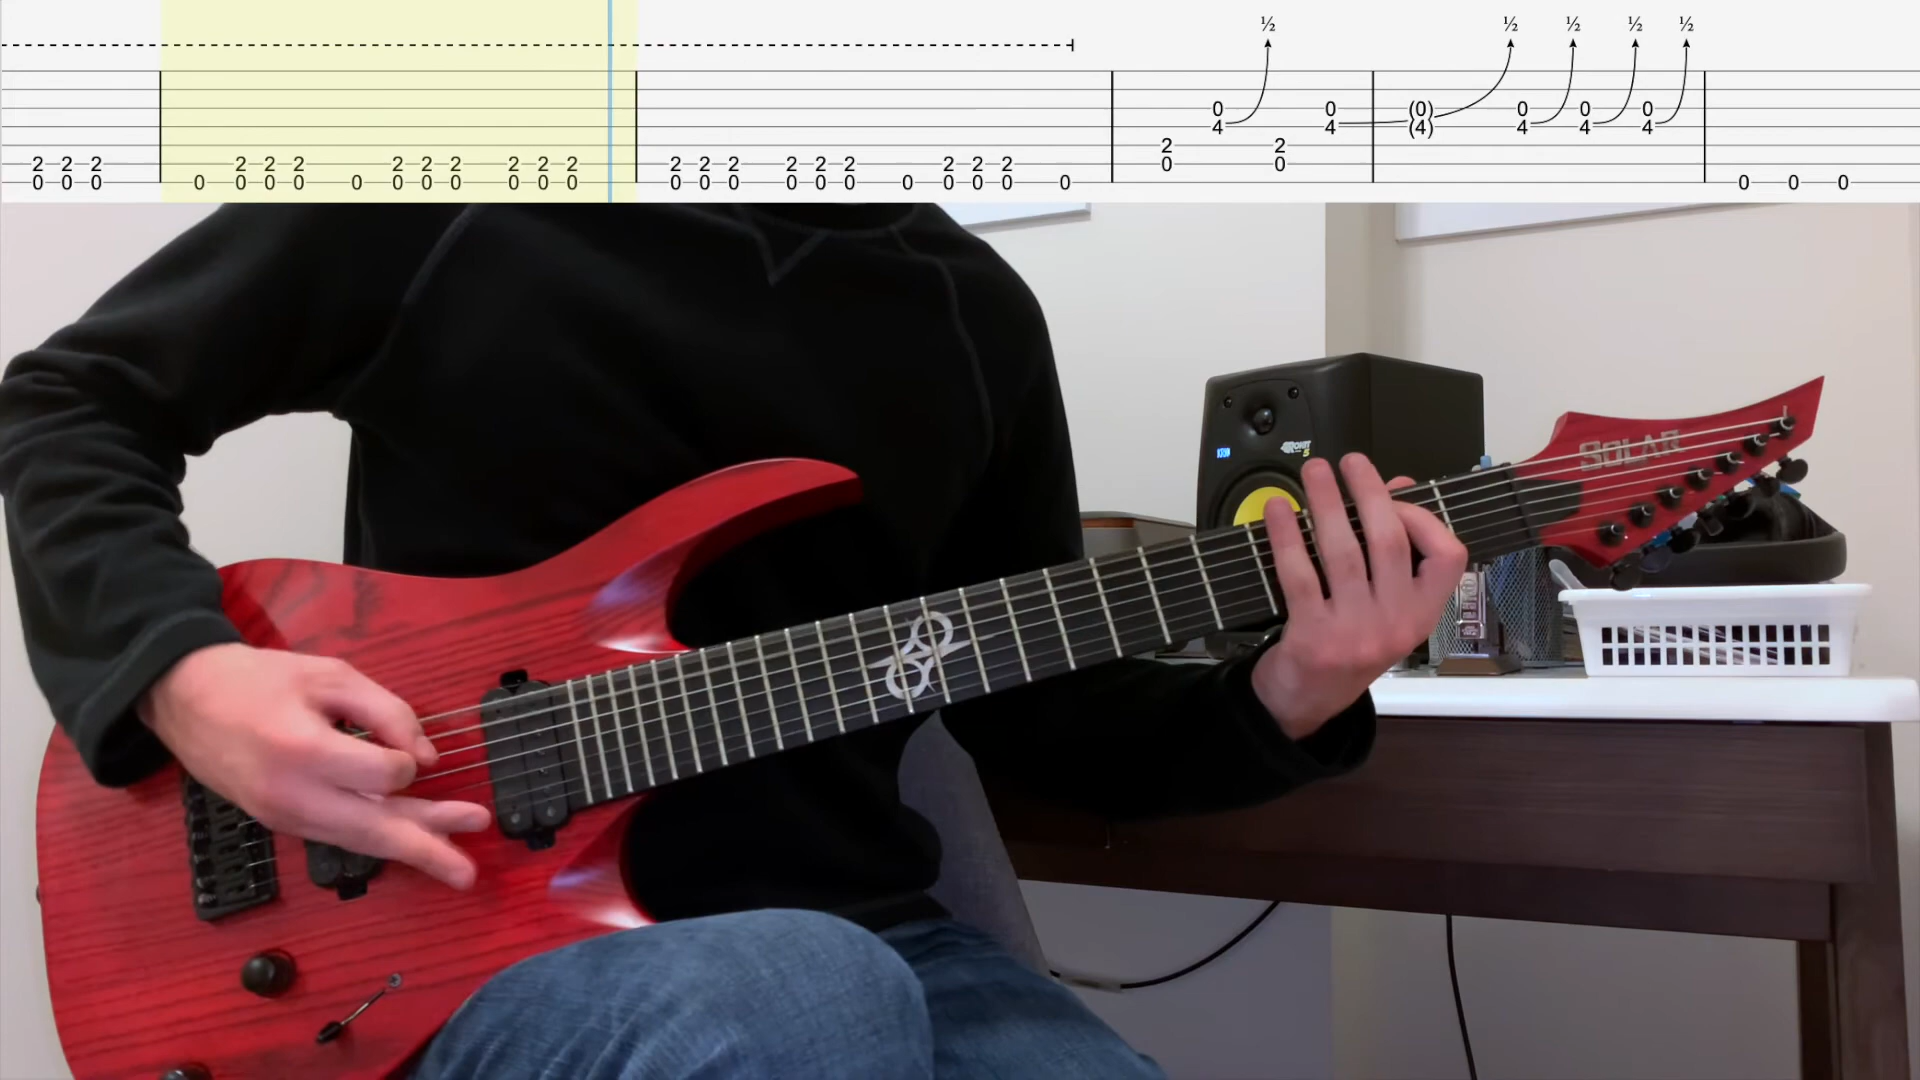 ½ ½ ½ ½ ½
0 0 (0) 0 0 0
4 4 (4) 4 4 4
2 2
2 2 2 2 2 2 2 2 2 2 2 2 2 2 2 2 2 2 2 2 2 0 0
0 0 0 0 0 0 0 0 0 0 0 0 0 0 0 0 0 0 0 0 0 0 0 0 0 0 0 0
SOLAR
KRK
ROKIT
5